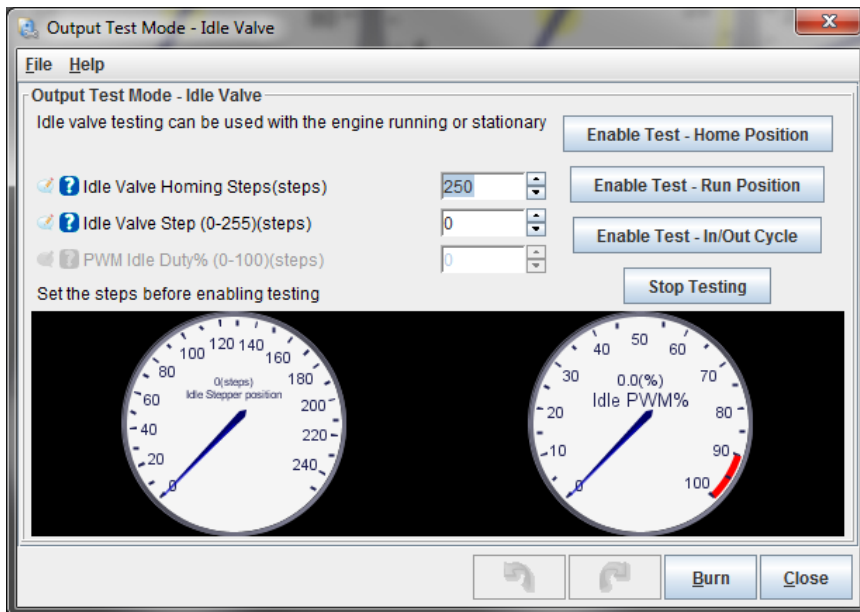 Output Test Mode - Idle Valve
File Help
Output Test Mode - Idle Valve
Idle valve testing can be used with the engine running or stationary
Enable Test - Home Position
Idle Valve Homing Steps(steps)
250
Enable Test - Run Position
Idle Valve Step (0-255)(steps)
0
Enable Test - In/Out Cycle
PWM Idle Duty% (0-100)(steps)
0
Set the steps before enabling testing
Stop Testing
0
20
40
60
80
100
120
140
160
180
200
220
240
0(steps)
Idle Stepper position
0
10
20
30
40
50
60
70
80
90
100
0.0(%)
Idle PWM%
Burn
Close